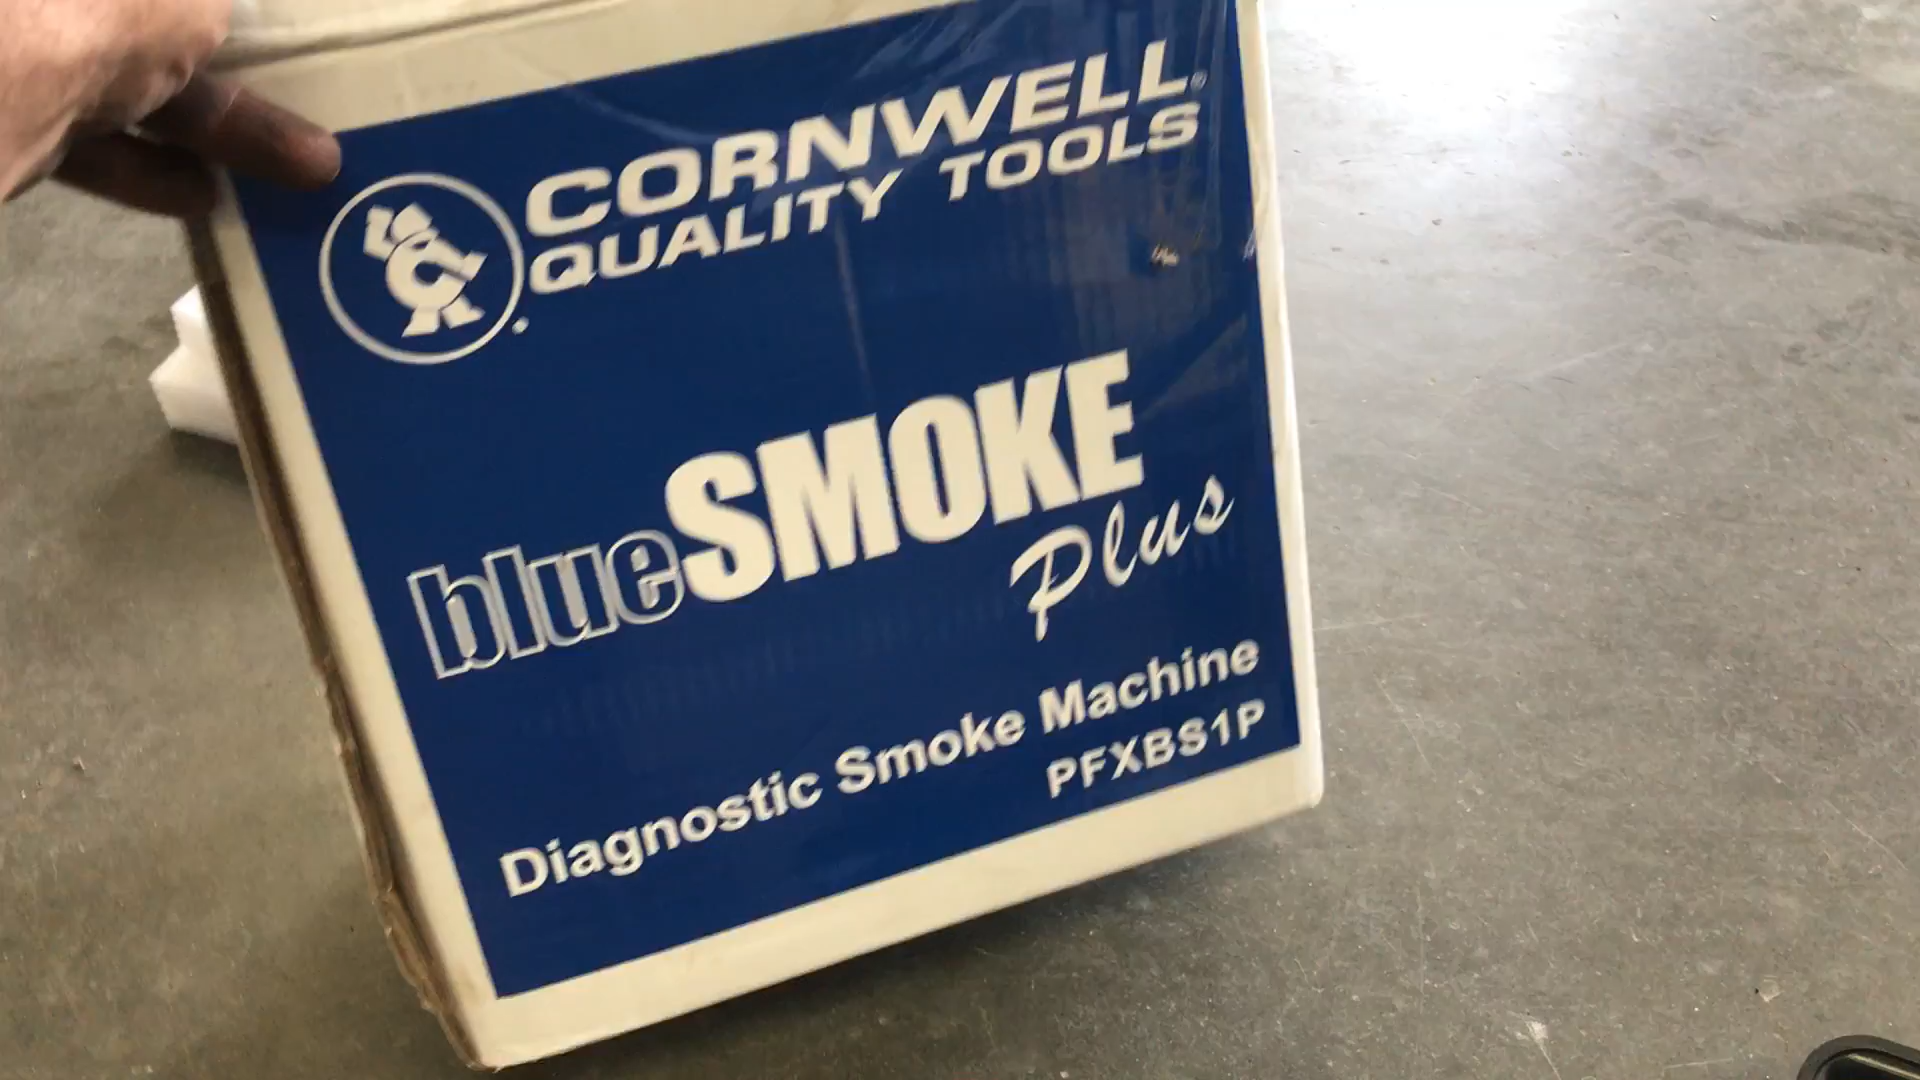 CORNWELL®
QUALITY TOOLS
blueSMOKE
Plus
Diagnostic Smoke Machine
PFXBS1P